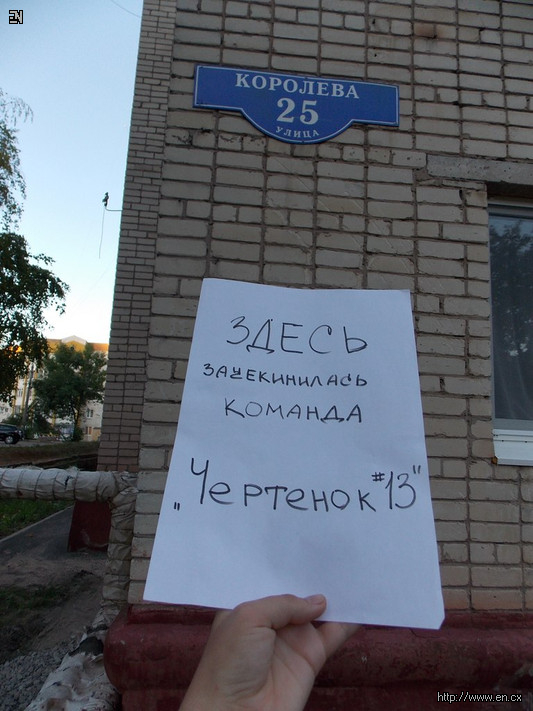 EN
КОРОЛЕВА
25
УЛИЦА
ЗДЕСЬ
ЗАЧЕКИНИЛАСЬ
КОМАНДА
„Чертенок #13"
http://www.en.cx